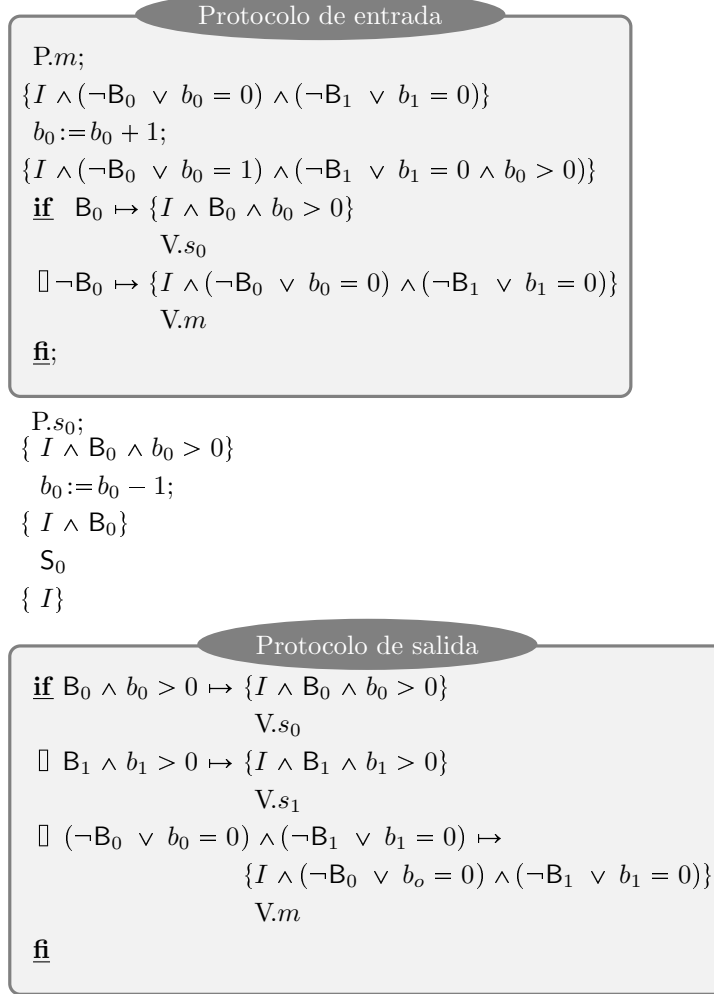 Protocolo de entrada
P.m;
{I ∧ (¬B₀ ∨ b₀ = 0) ∧ (¬B₁ ∨ b₁ = 0)}
b₀ := b₀ + 1;
{I ∧ (¬B₀ ∨ b₀ = 1) ∧ (¬B₁ ∨ b₁ = 0 ∧ b₀ > 0)}
if B₀ ↦ {I ∧ B₀ ∧ b₀ > 0}
V.s₀
▯ ¬B₀ ↦ {I ∧ (¬B₀ ∨ b₀ = 0) ∧ (¬B₁ ∨ b₁ = 0)}
V.m
fi;
P.s₀;
{ I ∧ B₀ ∧ b₀ > 0}
b₀ := b₀ − 1;
{ I ∧ B₀}
S₀
{ I}
Protocolo de salida
if B₀ ∧ b₀ > 0 ↦ {I ∧ B₀ ∧ b₀ > 0}
V.s₀
▯ B₁ ∧ b₁ > 0 ↦ {I ∧ B₁ ∧ b₁ > 0}
V.s₁
▯ (¬B₀ ∨ b₀ = 0) ∧ (¬B₁ ∨ b₁ = 0) ↦
{I ∧ (¬B₀ ∨ bₒ = 0) ∧ (¬B₁ ∨ b₁ = 0)}
V.m
fi